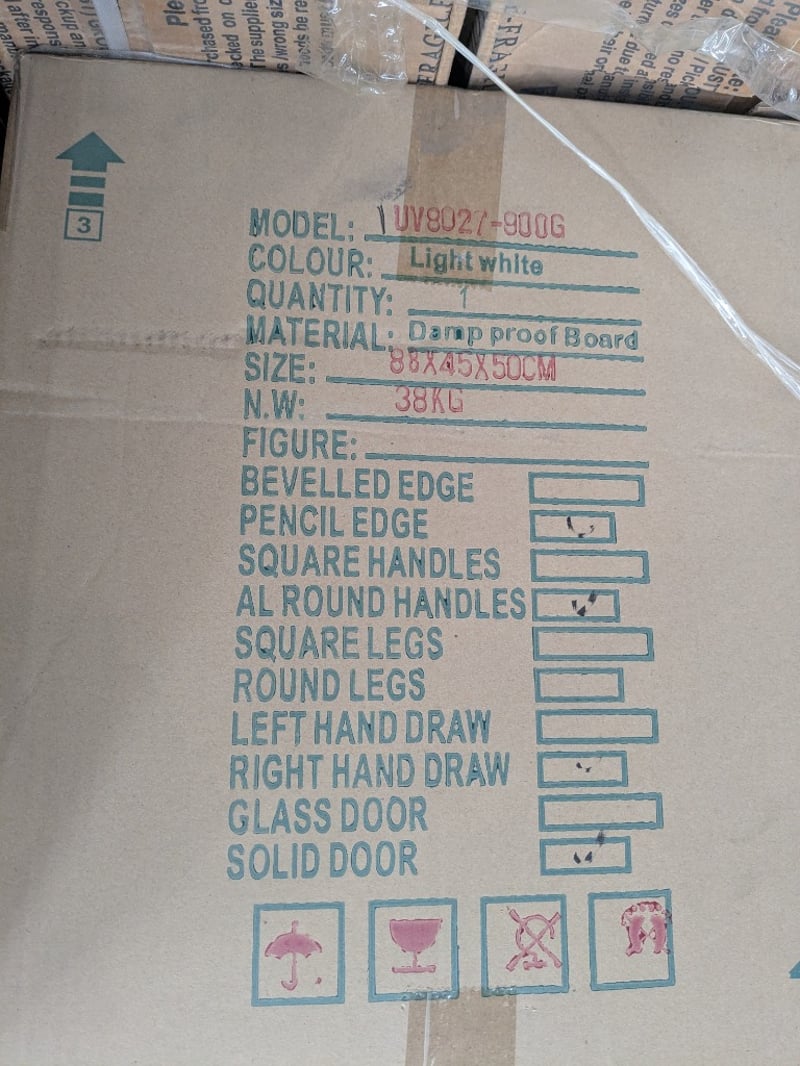 3
MODEL: UV8027-900G
COLOUR: Light white
QUANTITY: 1
MATERIAL: Damp proof Board
SIZE: 88X45X50CM
N.W: 38KG
FIGURE:
BEVELLED EDGE
PENCIL EDGE
SQUARE HANDLES
AL ROUND HANDLES
SQUARE LEGS
ROUND LEGS
LEFT HAND DRAW
RIGHT HAND DRAW
GLASS DOOR
SOLID DOOR